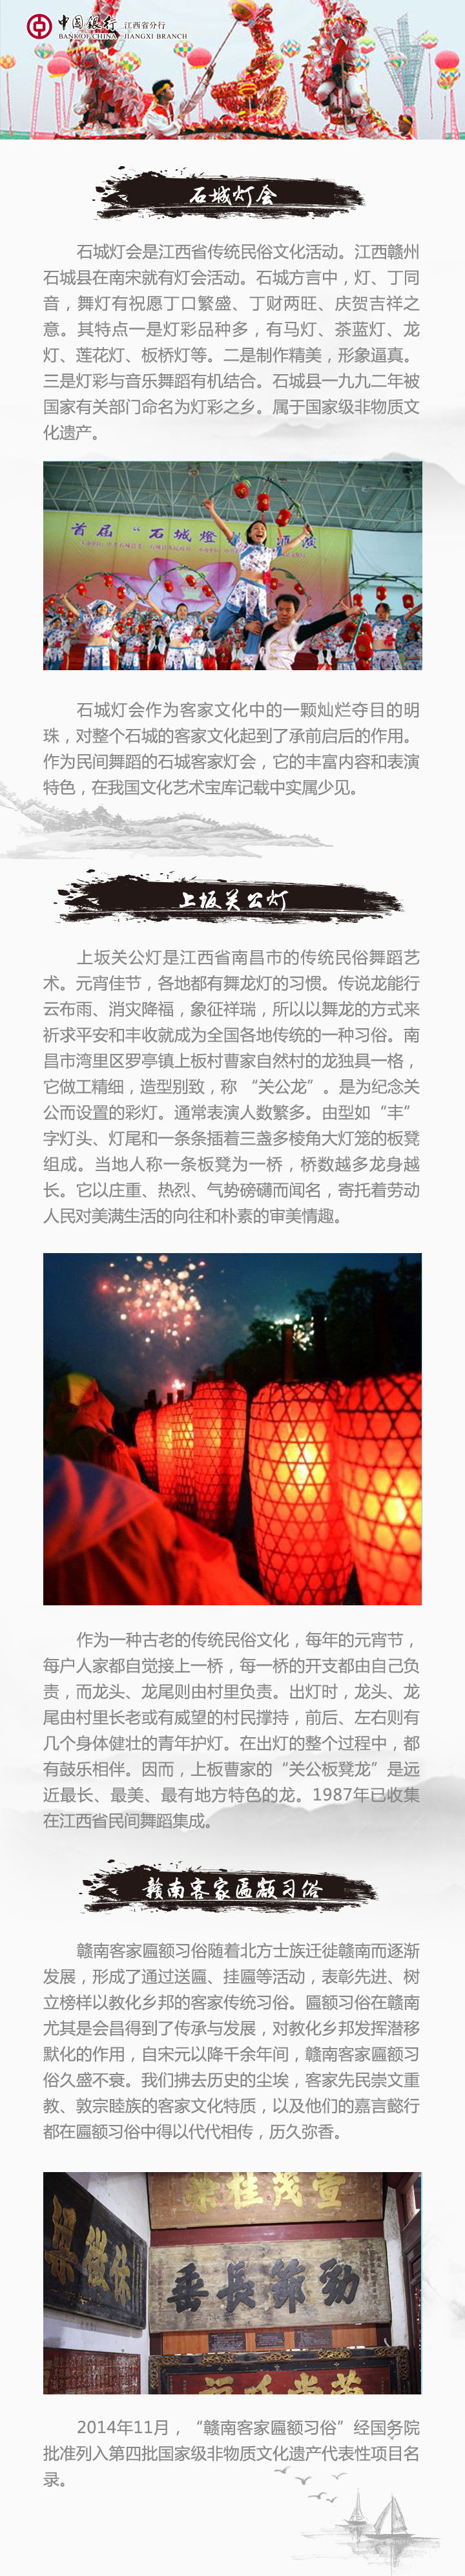 中国银行 江西省分行
BANK OF CHINA JIANGXI BRANCH
石城灯会
石城灯会是江西省传统民俗文化活动。江西赣州
石城县在南宋就有灯会活动。石城方言中，灯、丁同
音，舞灯有祝愿丁口繁盛、丁财两旺、庆贺吉祥之
意。其特点一是灯彩品种多，有马灯、茶蓝灯、龙
灯、莲花灯、板桥灯等。二是制作精美，形象逼真。
三是灯彩与音乐舞蹈有机结合。石城县一九九二年被
国家有关部门命名为灯彩之乡。属于国家级非物质文
化遗产。
首届“石城燈
演
石城灯会作为客家文化中的一颗灿烂夺目的明
珠，对整个石城的客家文化起到了承前启后的作用。
作为民间舞蹈的石城客家灯会，它的丰富内容和表演
特色，在我国文化艺术宝库记载中实属少见。
上坂关公灯
上坂关公灯是江西省南昌市的传统民俗舞蹈艺
术。元宵佳节，各地都有舞龙灯的习惯。传说龙能行
云布雨、消灾降福，象征祥瑞，所以以舞龙的方式来
祈求平安和丰收就成为全国各地传统的一种习俗。南
昌市湾里区罗亭镇上板村曹家自然村的龙独具一格，
它做工精细，造型别致，称 “关公龙” 。是为纪念关
公而设置的彩灯。通常表演人数繁多。由型如“丰”
字灯头、灯尾和一条条插着三盏多棱角大灯笼的板凳
组成。当地人称一条板凳为一桥，桥数越多龙身越
长。它以庄重、热烈、气势磅礴而闻名，寄托着劳动
人民对美满生活的向往和朴素的审美情趣。
作为一种古老的传统民俗文化，每年的元宵节，
每户人家都自觉接上一桥，每一桥的开支都由自己负
责，而龙头、龙尾则由村里负责。出灯时，龙头、龙
尾由村里长老或有威望的村民撑持，前后、左右则有
几个身体健壮的青年护灯。在出灯的整个过程中，都
有鼓乐相伴。因而，上板曹家的“关公板凳龙”是远
近最长、最美、最有地方特色的龙。1987年已收集
在江西省民间舞蹈集成。
赣南客家匾额习俗
赣南客家匾额习俗随着北方士族迁徙赣南而逐渐
发展，形成了通过送匾、挂匾等活动，表彰先进、树
立榜样以教化乡邦的客家传统习俗。匾额习俗在赣南
尤其是会昌得到了传承与发展，对教化乡邦发挥潜移
默化的作用，自宋元以降千余年间，赣南客家匾额习
俗久盛不衰。我们拂去历史的尘埃，客家先民崇文重
教、敦宗睦族的客家文化特质，以及他们的嘉言懿行
都在匾额习俗中得以代代相传，历久弥香。
桂茂萱
垂長節勁
2014年11月，“赣南客家匾额习俗”经国务院
批准列入第四批国家级非物质文化遗产代表性项目名
录。